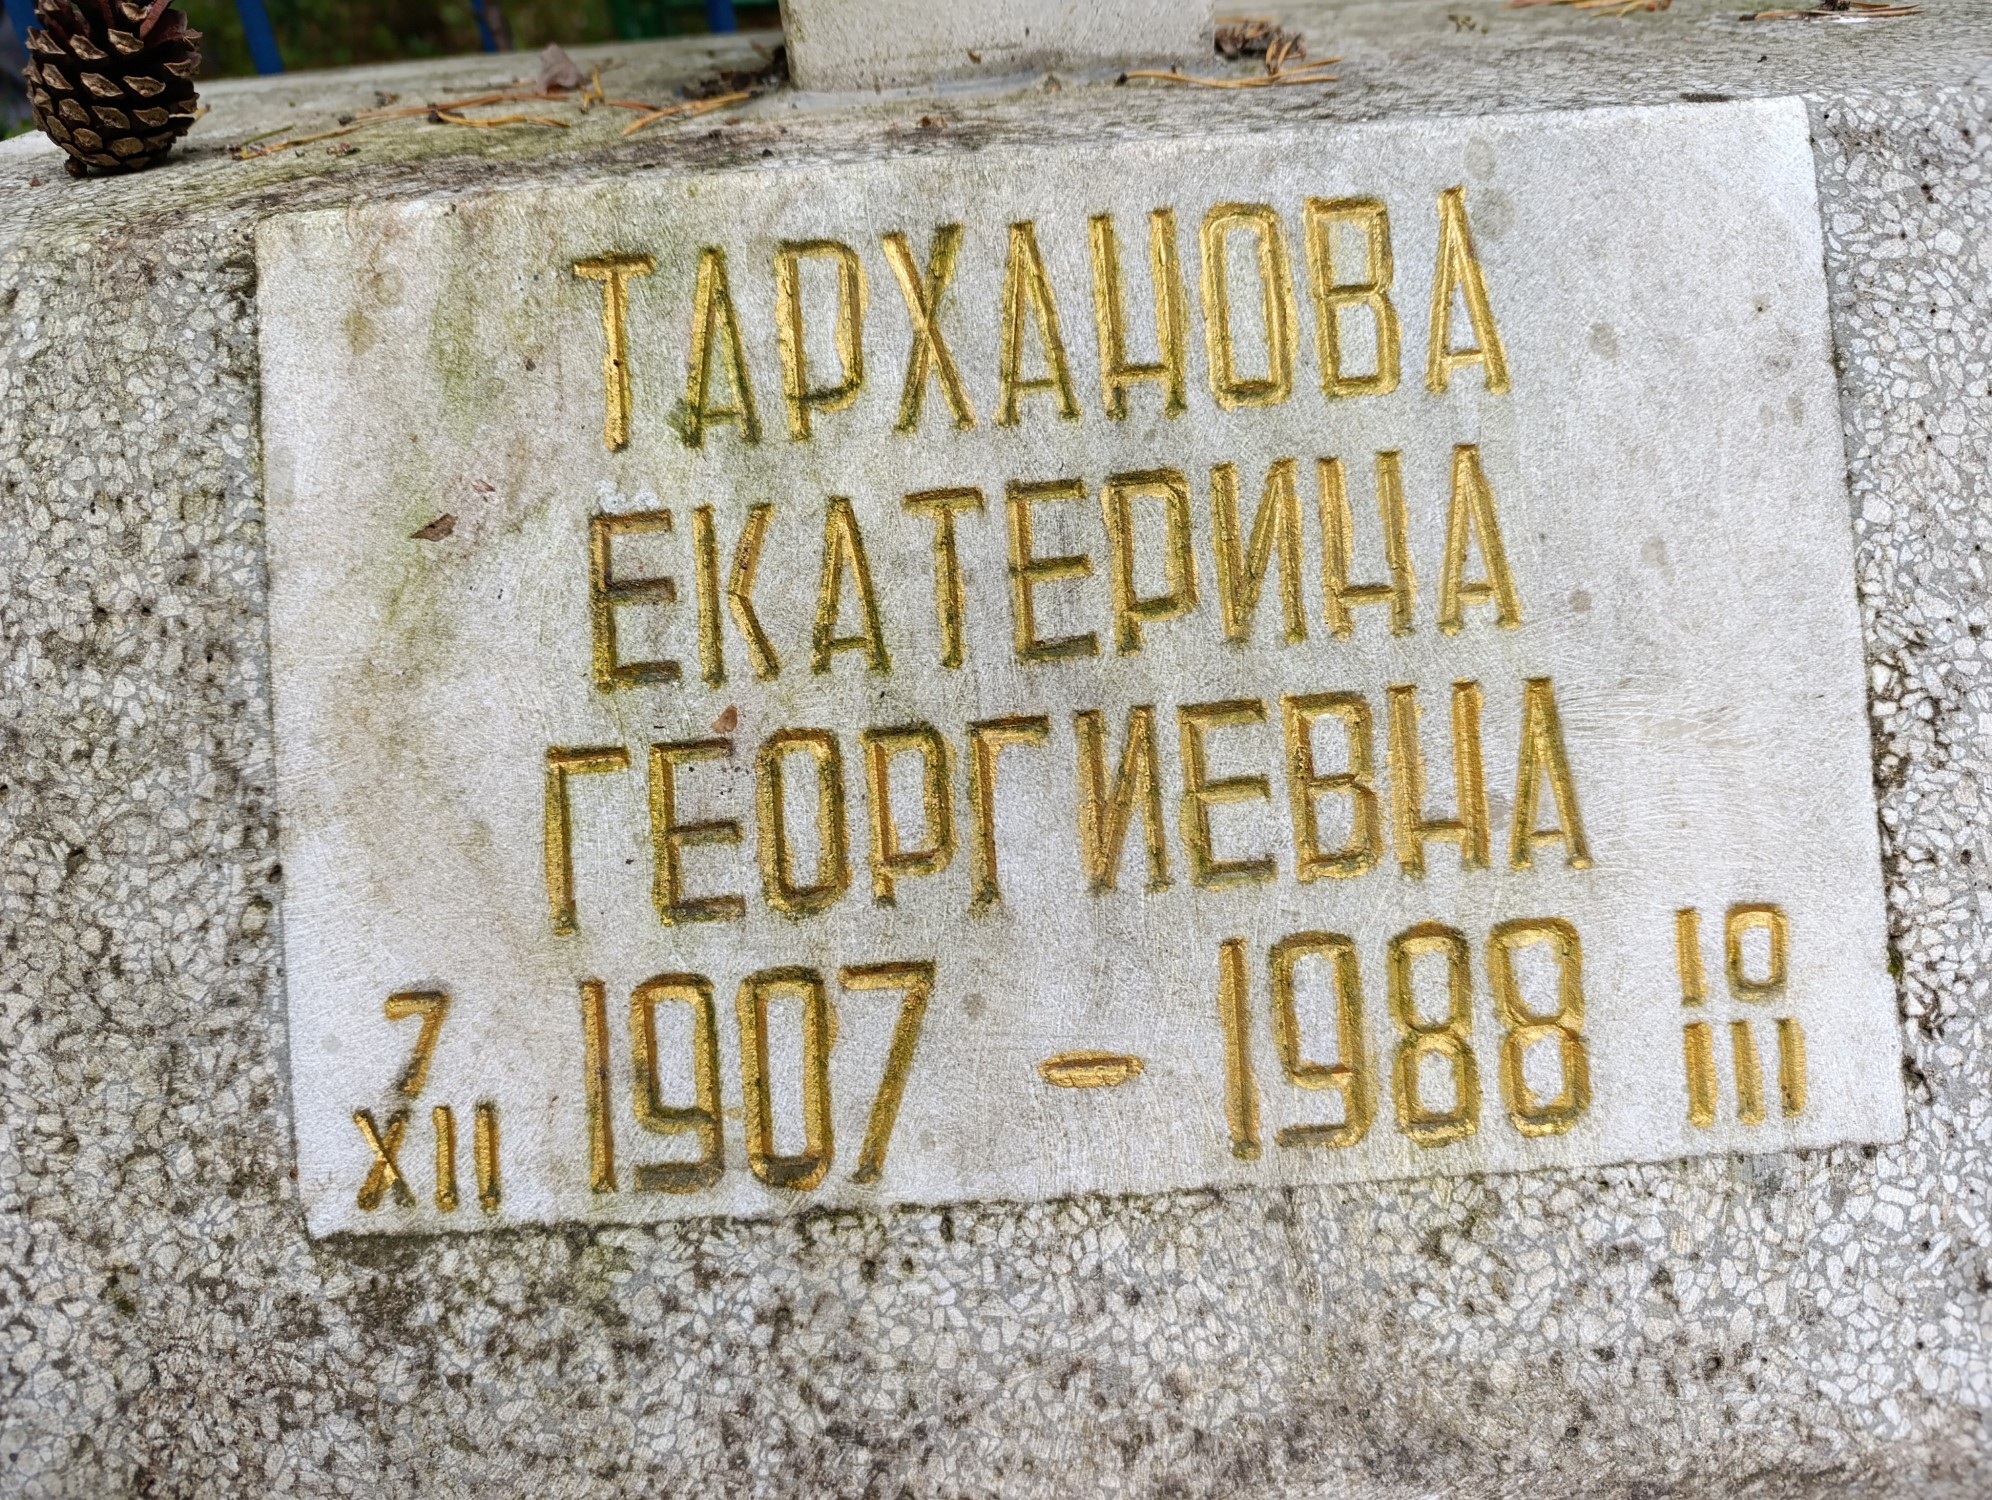 ТАРХАНОВА
ЕКАТЕРИНА
ГЕОРГИЕВНА
7 XII 1907 - 1988 10 III